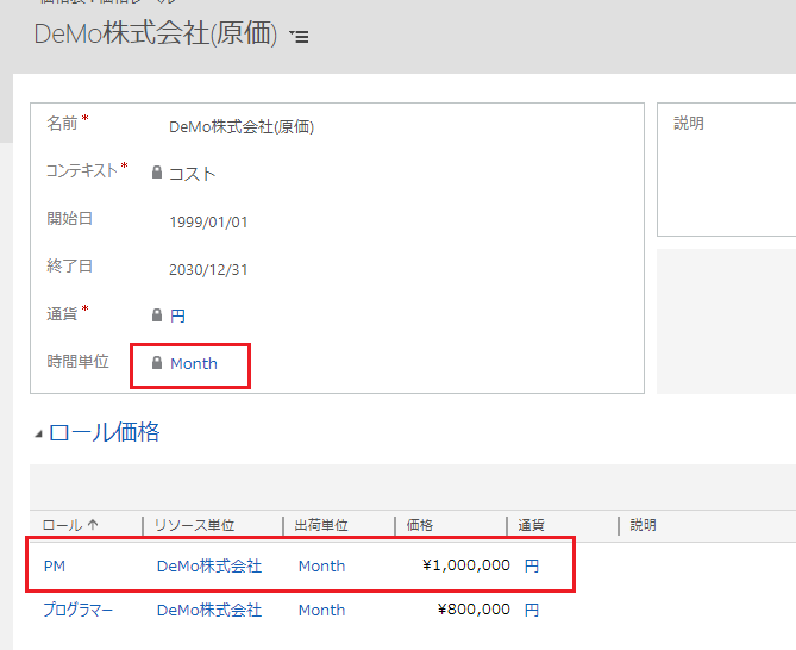 DeMo株式会社(原価)
名前* DeMo株式会社(原価)
説明
コンテキスト* コスト
開始日 1999/01/01
終了日 2030/12/31
通貨* 円
時間単位 Month
ロール価格
ロール↑ リソース単位 出荷単位 価格 通貨 説明
PM DeMo株式会社 Month ¥1,000,000 円
プログラマー DeMo株式会社 Month ¥800,000 円